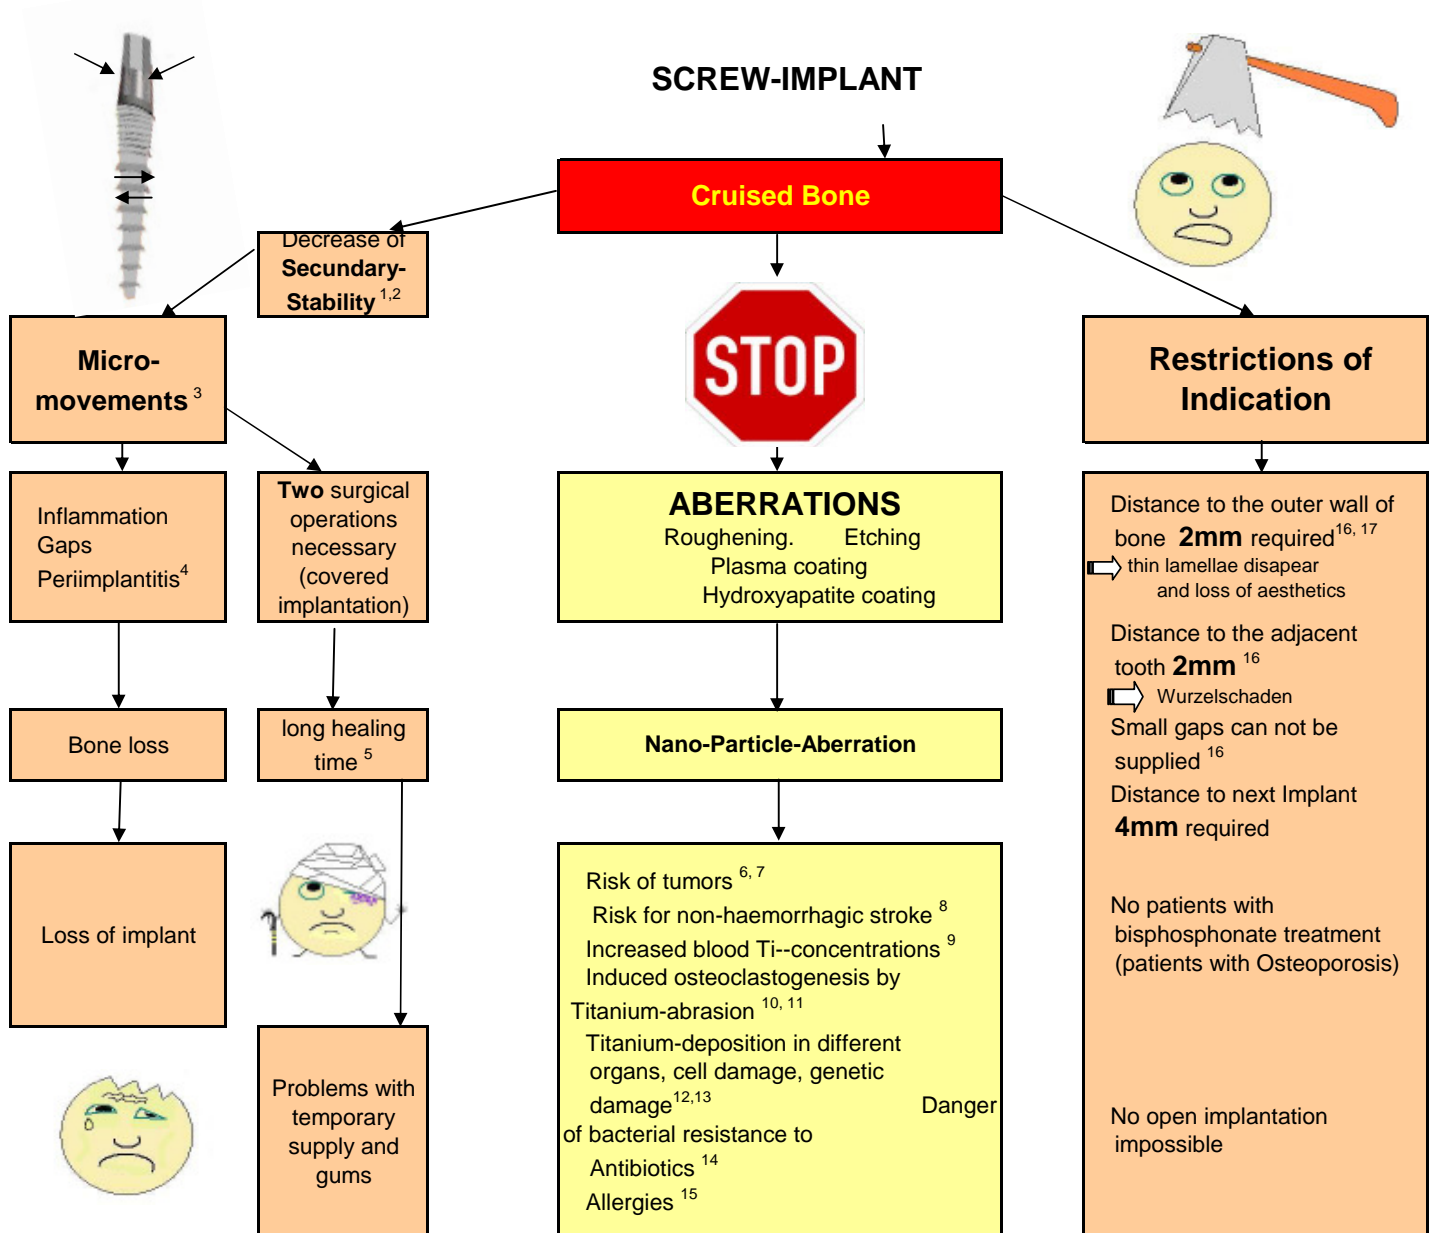 SCREW-IMPLANT
Cruised Bone
Decrease of
Secundary-
Stability 1,2
Micro-
movements 3
STOP
Restrictions of
Indication
Inflammation
Gaps
Periimplantitis4
Two surgical
operations
necessary
(covered
implantation)
ABERRATIONS
Roughening. Etching
Plasma coating
Hydroxyapatite coating
Distance to the outer wall of
bone 2mm required16, 17
thin lamellae disapear
and loss of aesthetics
Distance to the adjacent
tooth 2mm 16
Wurzelschaden
Small gaps can not be
supplied 16
Distance to next Implant
4mm required
No patients with
bisphosphonate treatment
(patients with Osteoporosis)
No open implantation
impossible
Bone loss
long healing
time 5
Nano-Particle-Aberration
Loss of implant
Risk of tumors 6, 7
Risk for non-haemorrhagic stroke 8
Increased blood Ti--concentrations 9
Induced osteoclastogenesis by
Titanium-abrasion 10, 11
Titanium-deposition in different
organs, cell damage, genetic
damage12,13 Danger
of bacterial resistance to
Antibiotics 14
Allergies 15
Problems with
temporary
supply and
gums